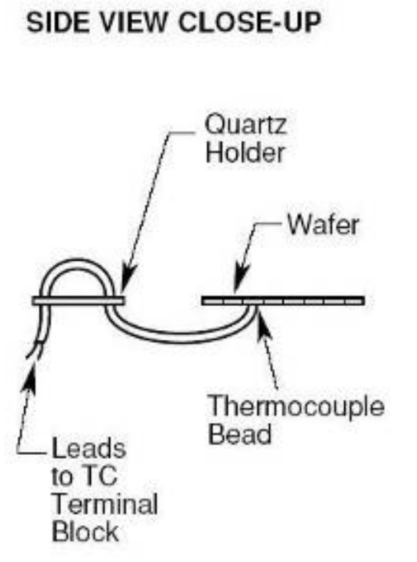 SIDE VIEW CLOSE-UP
Quartz
Holder
Wafer
Thermocouple
Bead
Leads
to TC
Terminal
Block